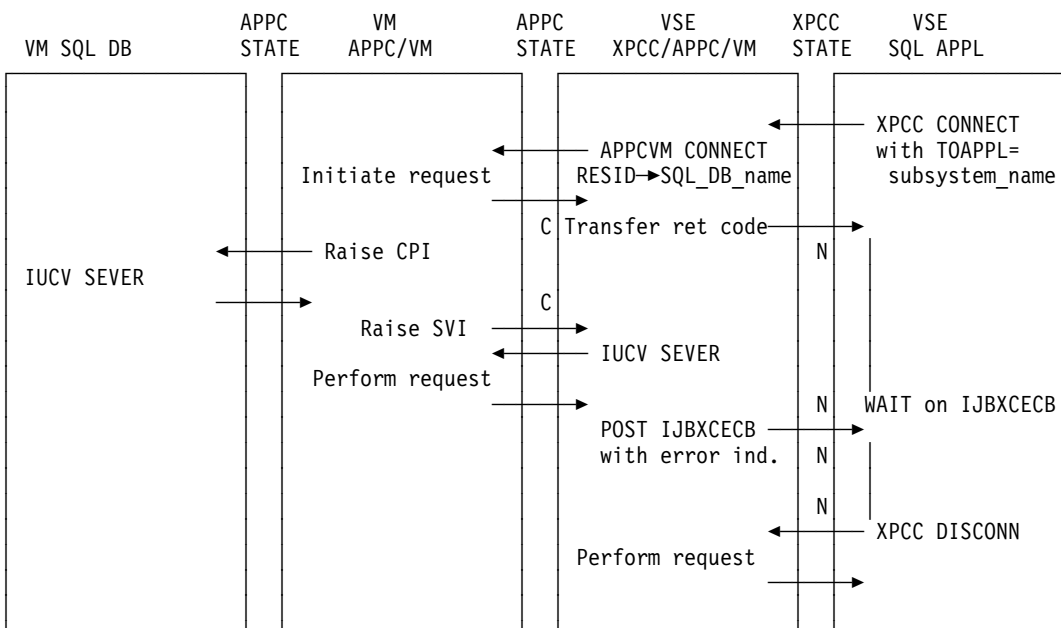 APPC VM APPC VSE XPCC VSE
VM SQL DB STATE APPC/VM STATE XPCC/APPC/VM STATE SQL APPL
XPCC CONNECT
APPCVM CONNECT with TOAPPL=
Initiate request RESID→SQL_DB_name subsystem_name
C Transfer ret code
Raise CPI N
IUCV SEVER
C
Raise SVI
IUCV SEVER
Perform request
N WAIT on IJBXCECB
POST IJBXCECB
with error ind. N
N
XPCC DISCONN
Perform request